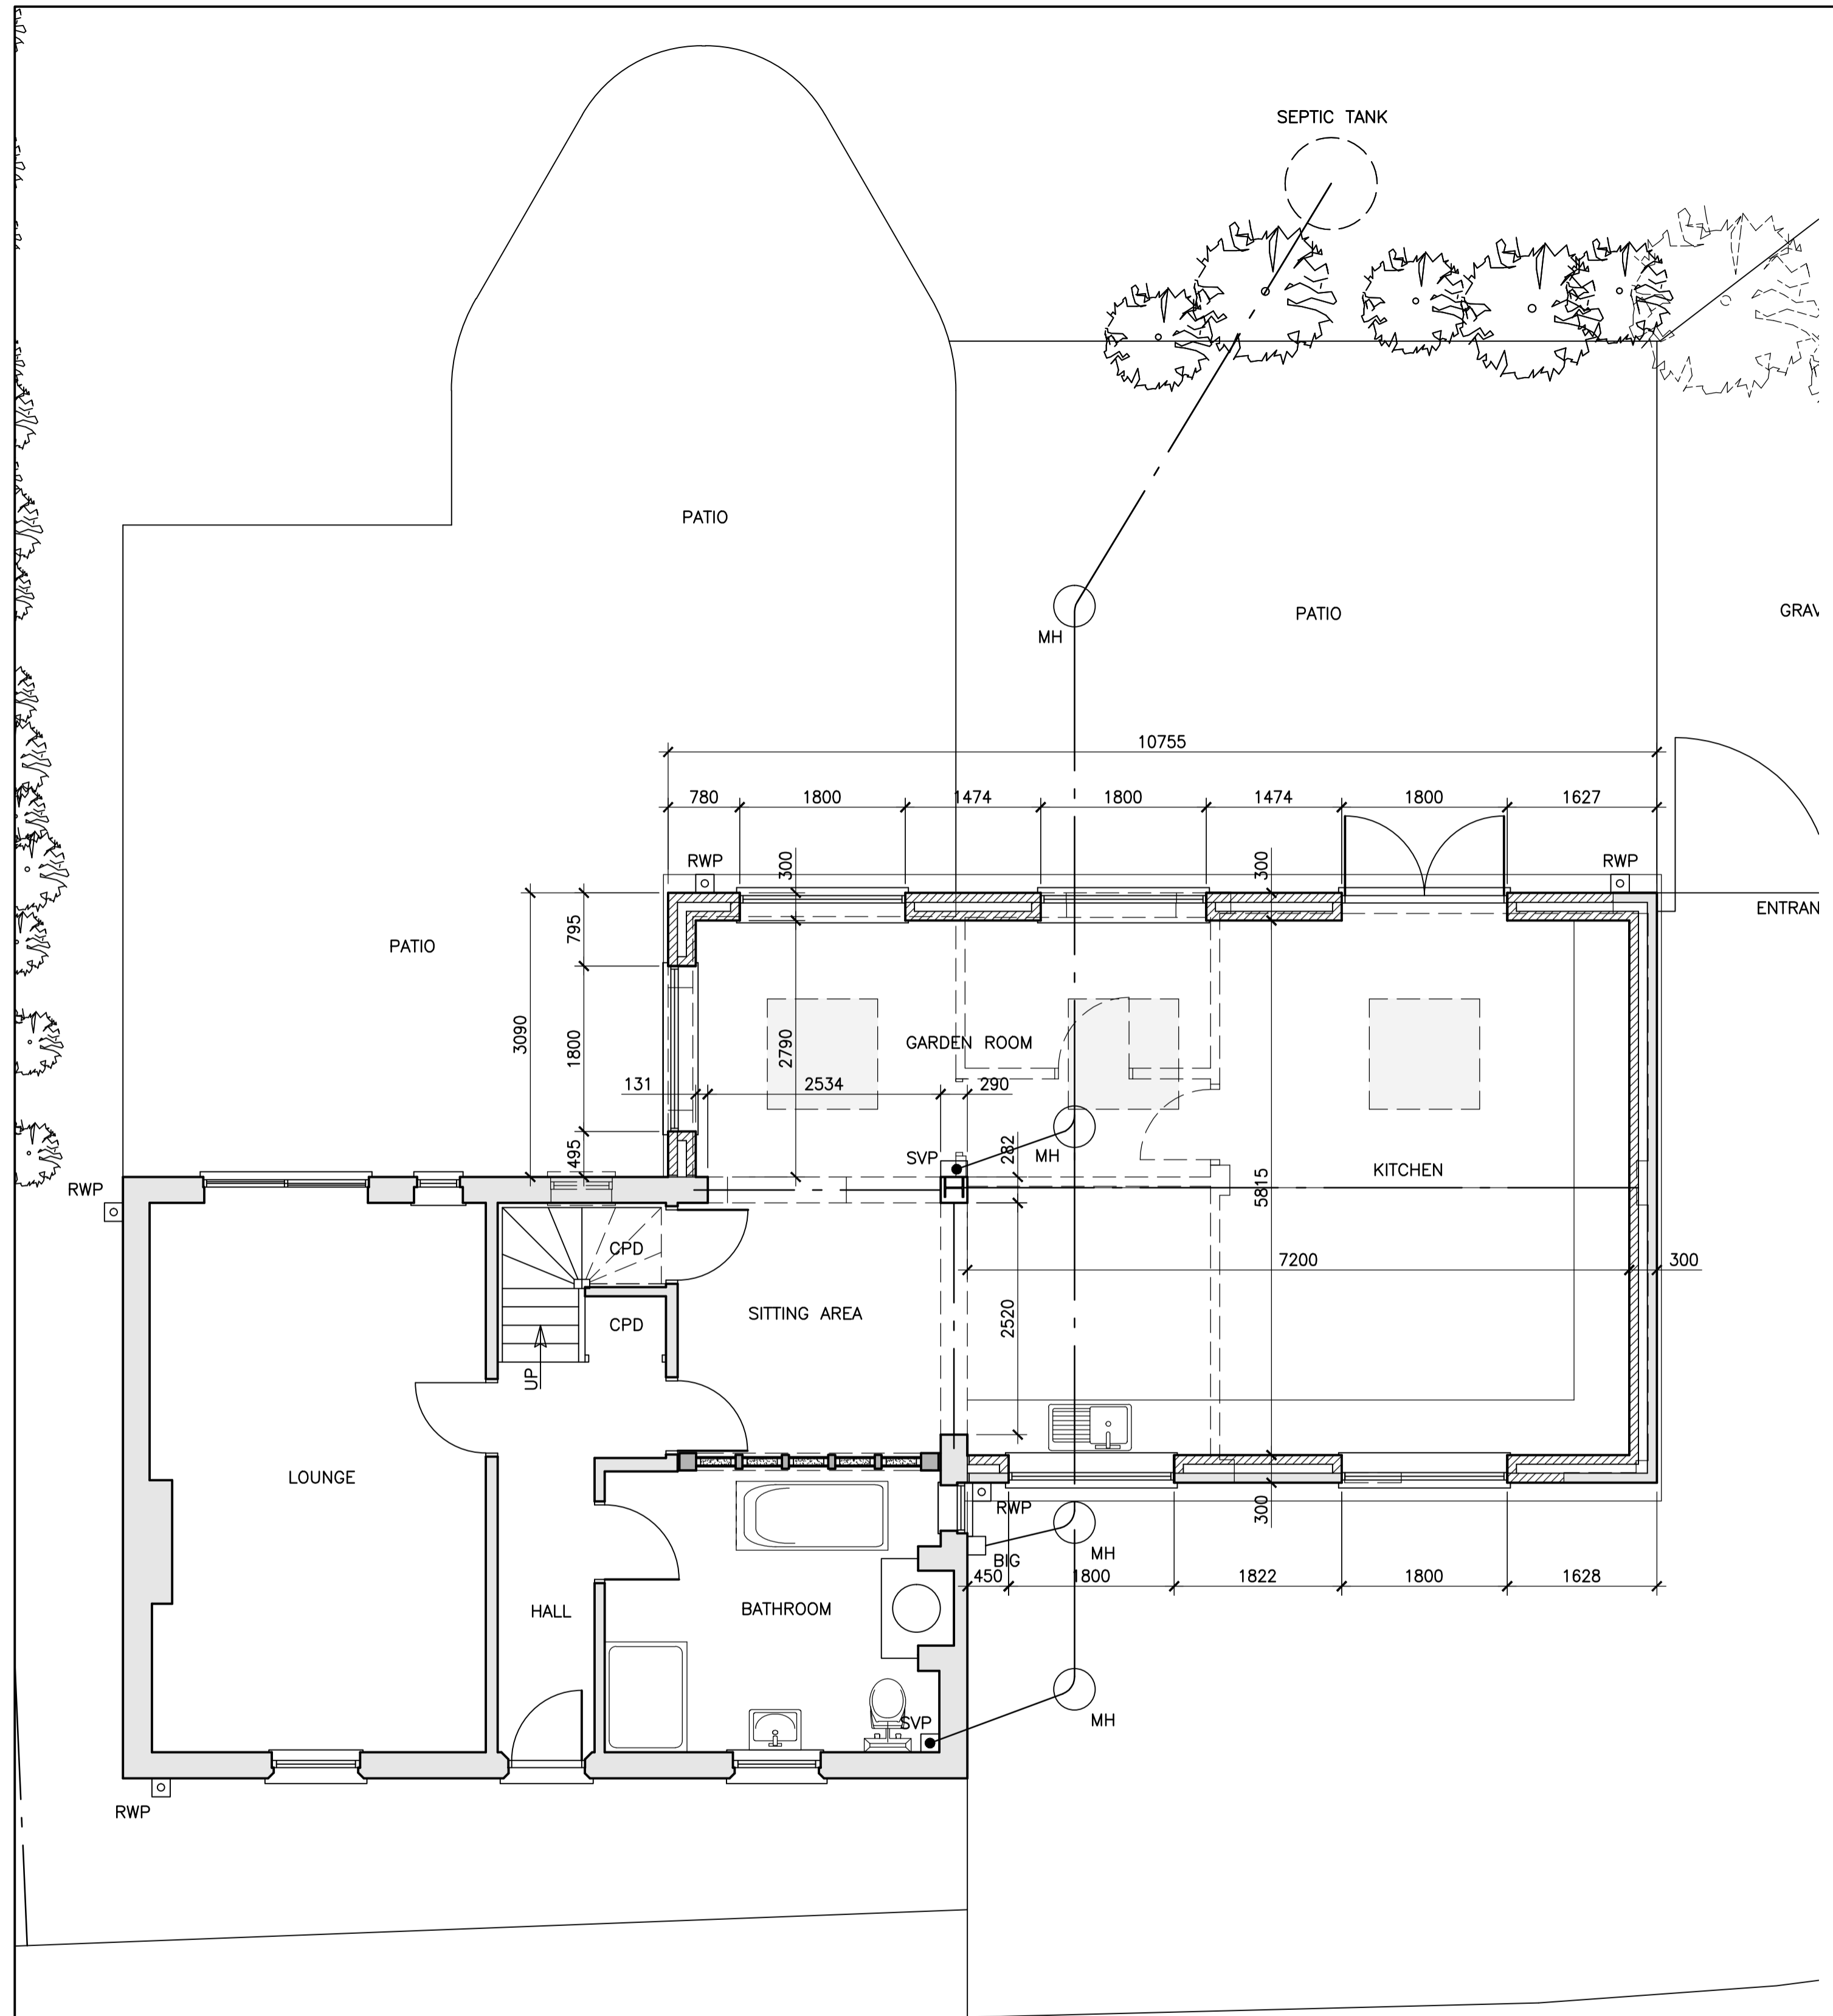 SEPTIC TANK
PATIO
MH
PATIO
GRAV
10755
780
1800
1474
1800
1474
1800
1627
RWP
300
300
RWP
ENTRAN
PATIO
795
3090
1800
2790
GARDEN ROOM
131
2534
290
495
SVP
282
MH
KITCHEN
5815
RWP
CPD
7200
300
SITTING AREA
CPD
2520
UP
LOUNGE
RWP
300
MH
BIG
450
1800
1822
1800
1628
HALL
BATHROOM
SVP
MH
RWP